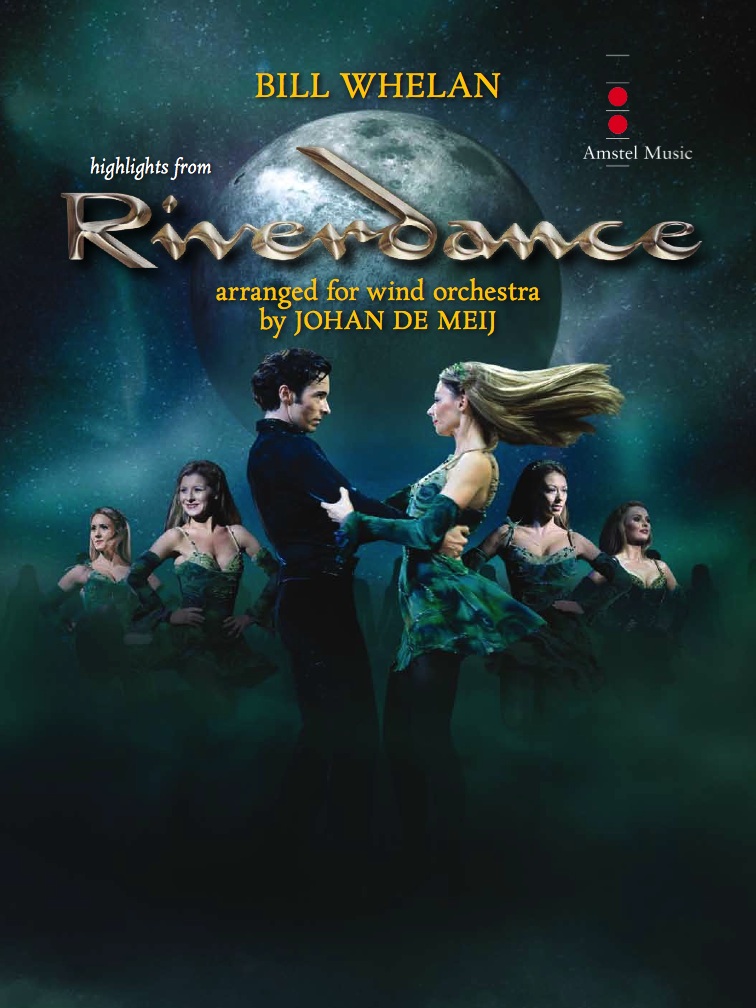 BILL WHELAN
Amstel Music
highlights from
Riverdance
arranged for wind orchestra
by JOHAN DE MEIJ